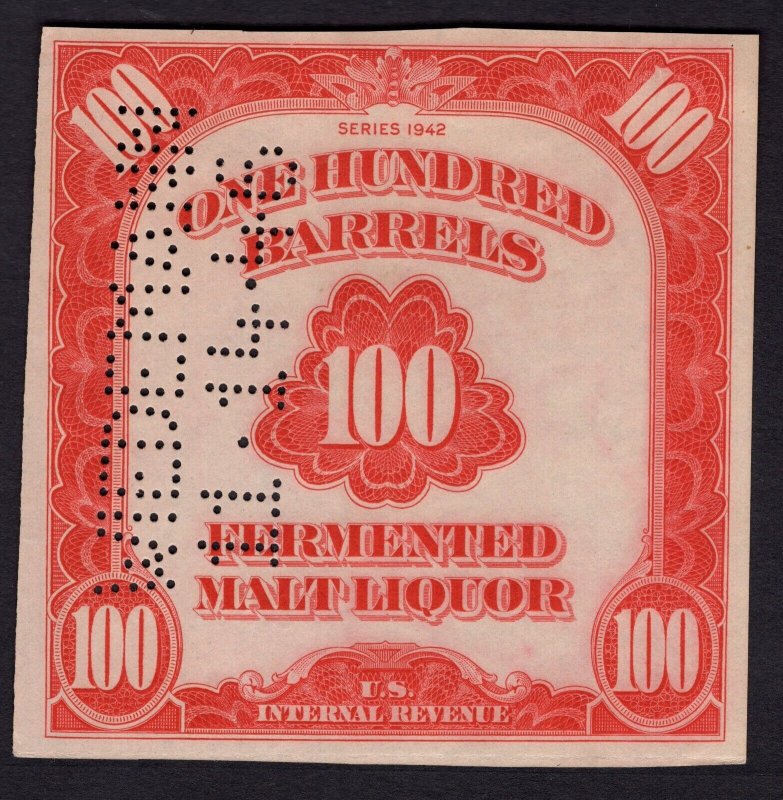 100 100
SERIES 1942
ONE HUNDRED
BARRELS
100
FERMENTED
MALT LIQUOR
100 100
U.S.
INTERNAL REVENUE